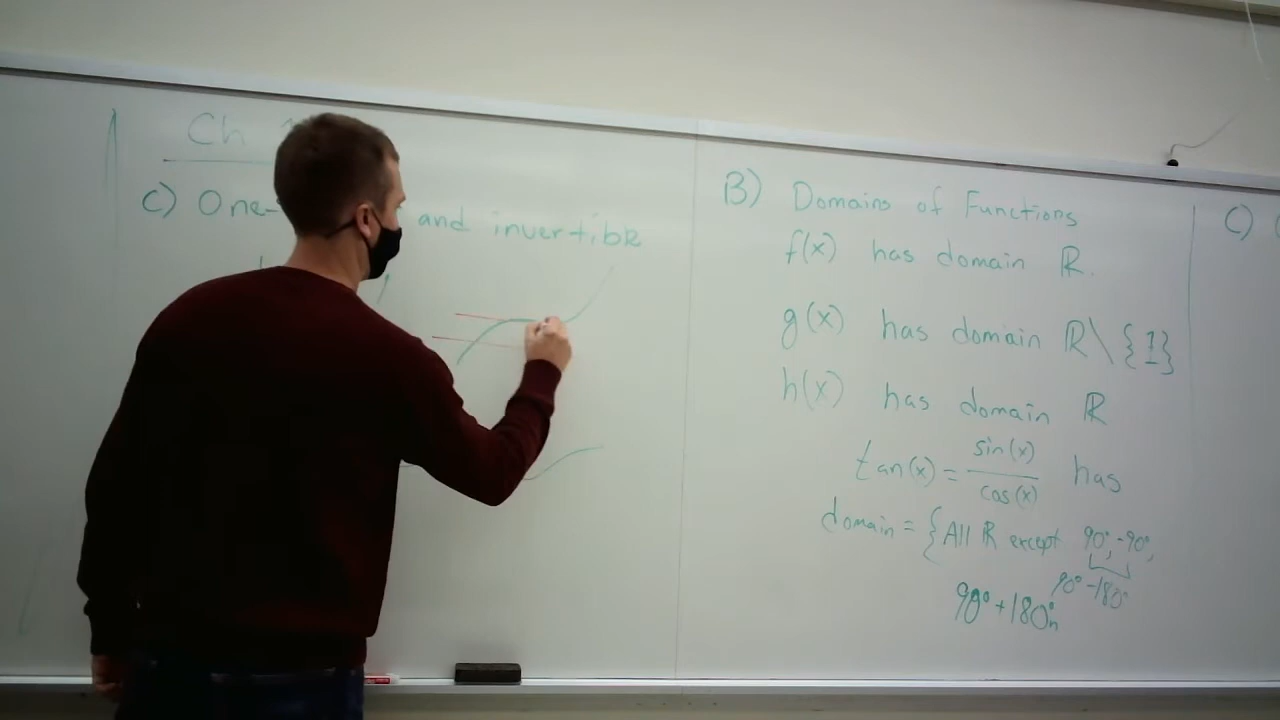 Ch
C) One- and invertible
B) Domains of Functions
f(x) has domain ℝ.
g(x) has domain ℝ\{1}
h(x) has domain ℝ
tan(x) = sin(x)/cos(x) has
domain = {All ℝ except 90°, -90°,
90° - 180°
90° + 180°n
C)